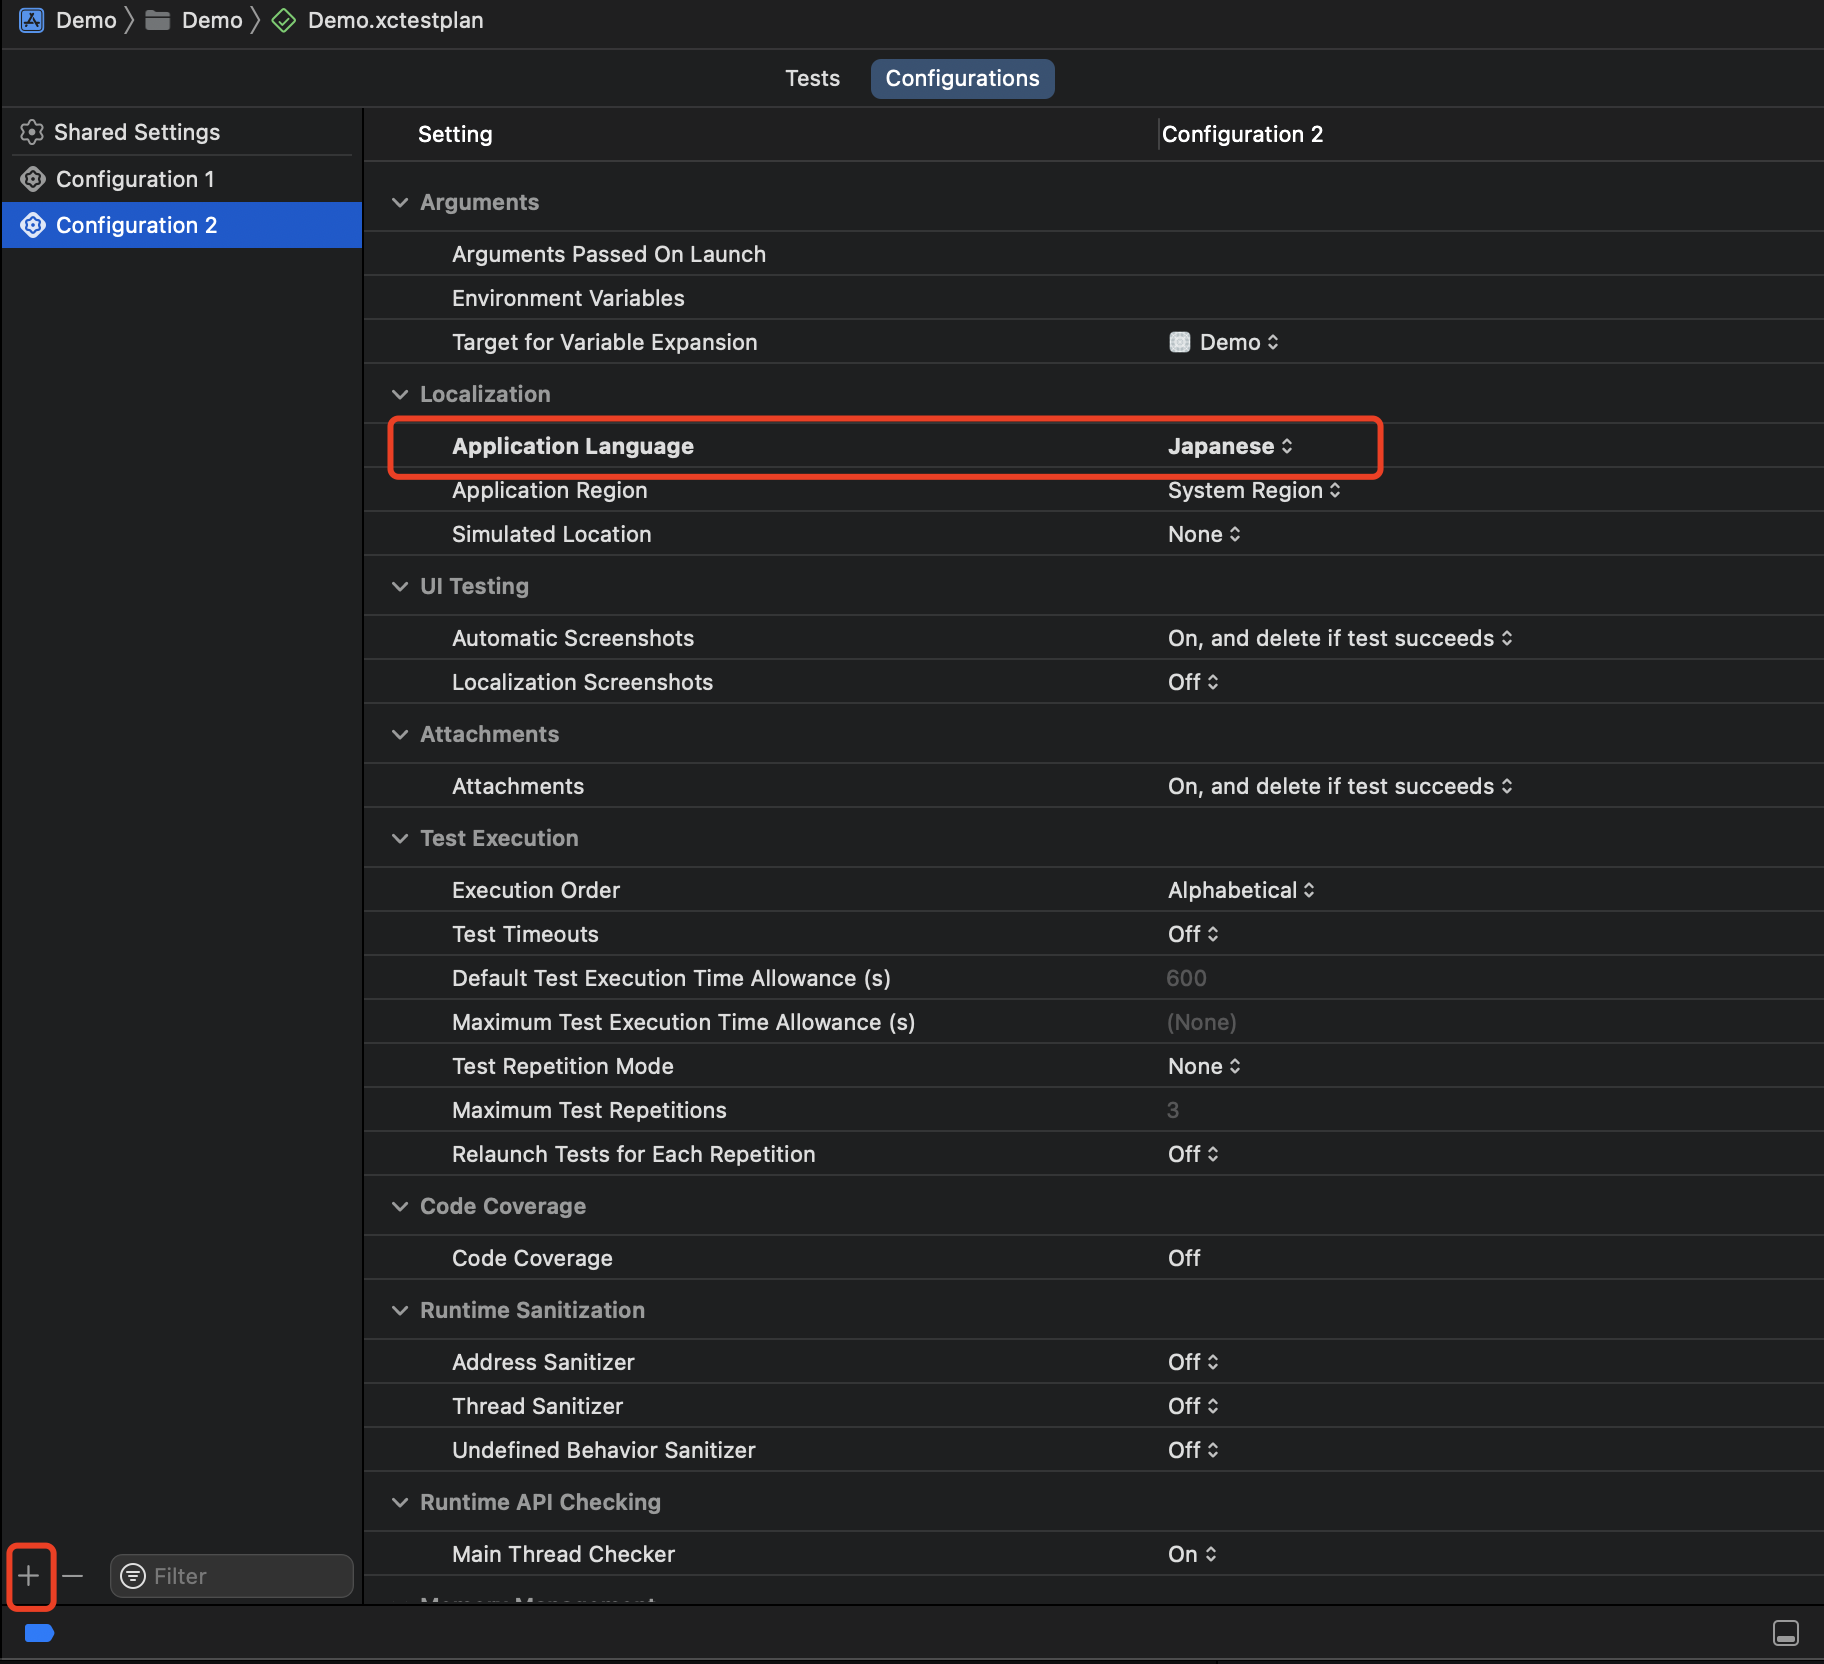 Demo Demo Demo.xctestplan
Tests Configurations
Shared Settings
Configuration 1
Configuration 2
Filter
Setting Configuration 2
Arguments
Arguments Passed On Launch
Environment Variables
Target for Variable Expansion Demo
Localization
Application Language Japanese
Application Region System Region
Simulated Location None
UI Testing
Automatic Screenshots On, and delete if test succeeds
Localization Screenshots Off
Attachments
Attachments On, and delete if test succeeds
Test Execution
Execution Order Alphabetical
Test Timeouts Off
Default Test Execution Time Allowance (s) 600
Maximum Test Execution Time Allowance (s) (None)
Test Repetition Mode None
Maximum Test Repetitions 3
Relaunch Tests for Each Repetition Off
Code Coverage
Code Coverage Off
Runtime Sanitization
Address Sanitizer Off
Thread Sanitizer Off
Undefined Behavior Sanitizer Off
Runtime API Checking
Main Thread Checker On